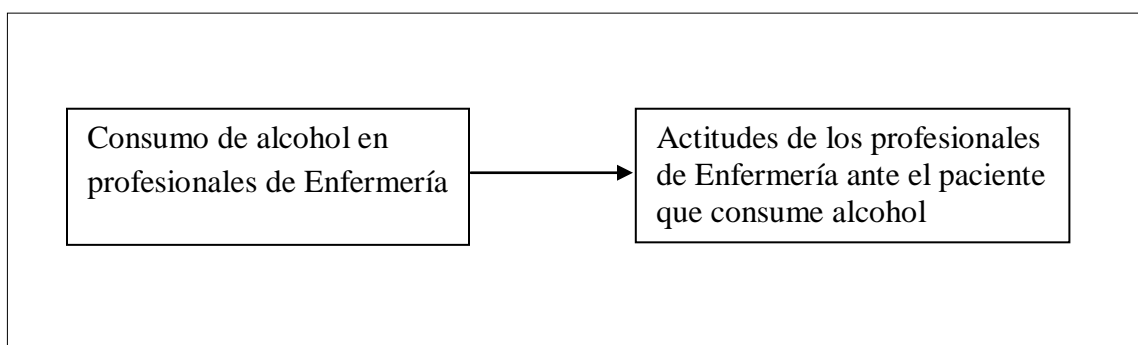 Consumo de alcohol en
profesionales de Enfermería
Actitudes de los profesionales
de Enfermería ante el paciente
que consume alcohol